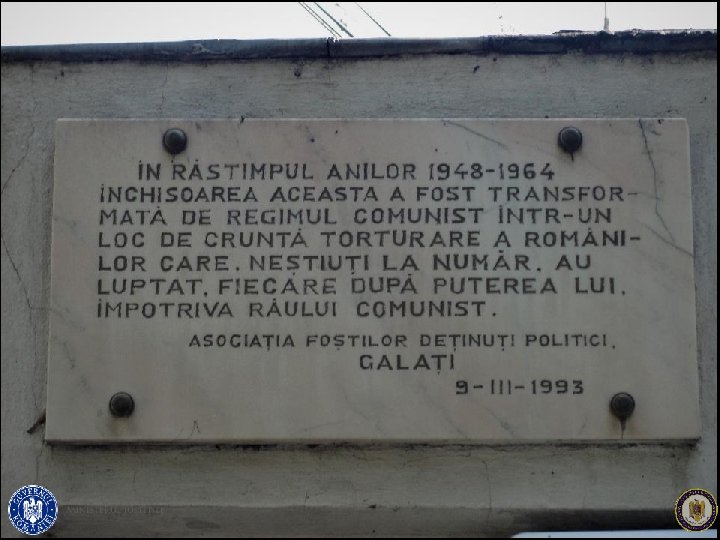 ÎN RĂSTIMPUL ANILOR 1948-1964
ÎNCHISOAREA ACEASTA A FOST TRANSFOR-
MATĂ DE REGIMUL COMUNIST ÎNTR-UN
LOC DE CRUNTĂ TORTURARE A ROMÂNI-
LOR CARE, NEȘTIUȚI LA NUMĂR, AU
LUPTAT, FIECARE DUPĂ PUTEREA LUI,
ÎMPOTRIVA RĂULUI COMUNIST.
ASOCIAȚIA FOȘTILOR DEȚINUȚI POLITICI,
GALAȚI
9-III-1993
GUVERNUL ROMÂNIEI